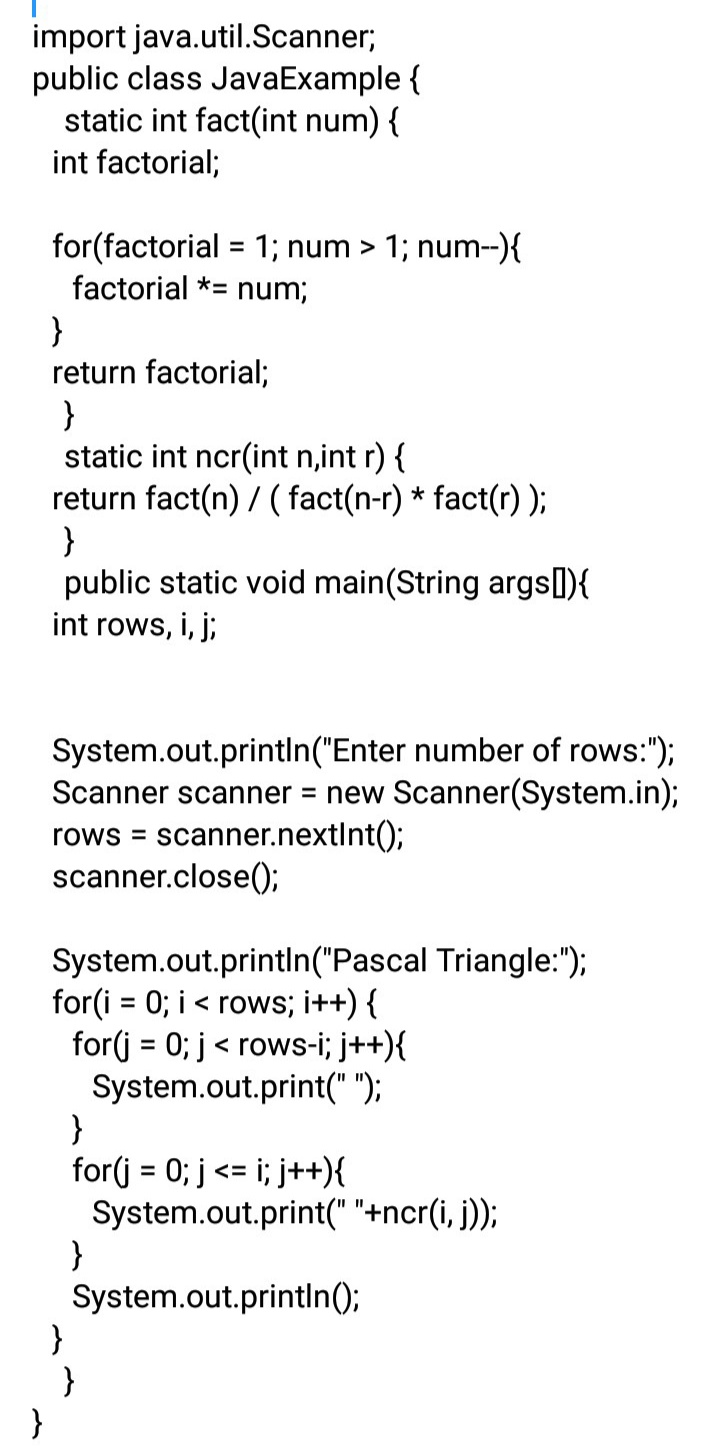 import java.util.Scanner;
public class JavaExample {
static int fact(int num) {
int factorial;
for(factorial = 1; num > 1; num--){
factorial *= num;
}
return factorial;
}
static int ncr(int n,int r) {
return fact(n) / ( fact(n-r) * fact(r) );
}
public static void main(String args[]){
int rows, i, j;
System.out.println("Enter number of rows:");
Scanner scanner = new Scanner(System.in);
rows = scanner.nextInt();
scanner.close();
System.out.println("Pascal Triangle:");
for(i = 0; i < rows; i++) {
for(j = 0; j < rows-i; j++){
System.out.print(" ");
}
for(j = 0; j <= i; j++){
System.out.print(" "+ncr(i, j));
}
System.out.println();
}
}
}